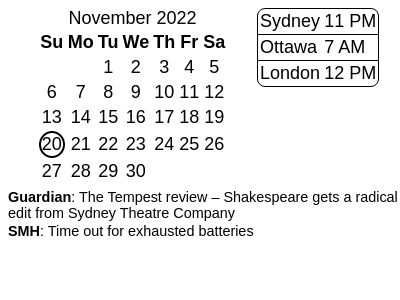 November 2022
Su Mo Tu We Th Fr Sa
1 2 3 4 5
6 7 8 9 10 11 12
13 14 15 16 17 18 19
20 21 22 23 24 25 26
27 28 29 30
Sydney 11 PM
Ottawa 7 AM
London 12 PM
Guardian: The Tempest review – Shakespeare gets a radical
edit from Sydney Theatre Company
SMH: Time out for exhausted batteries